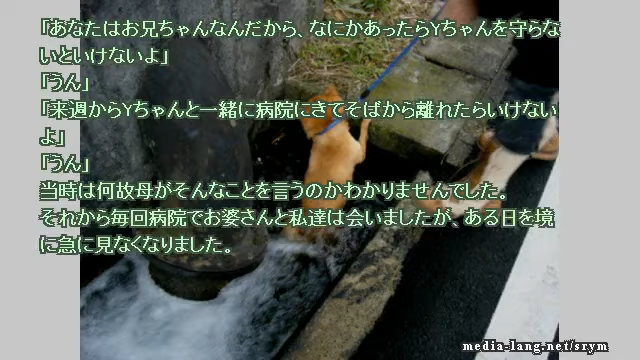 「あなたはお兄ちゃんなんだから、なにかあったらYちゃんを守らな
いといけないよ」
「うん」
「来週からYちゃんと一緒に病院にきてそばから離れたらいけない
よ」
「うん」
当時は何故母がそんなことを言うのかわかりませんでした。
それから毎回病院でお婆さんと私達は会いましたが、ある日を境
に急に見なくなりました。
media-lang.net/srym